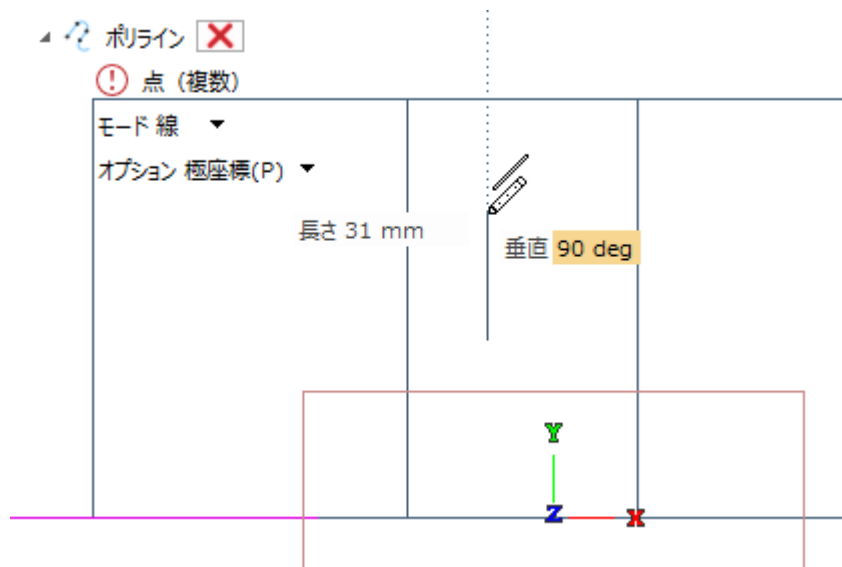 ポリライン
点（複数）
モード 線
オプション 極座標(P)
長さ 31 mm
垂直 90 deg
Y
Z X